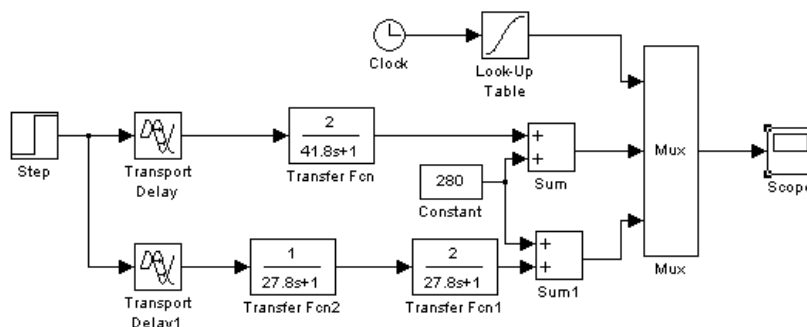 Clock
Look-Up
Table
Step
Transport
Delay
2
41.8s+1
Transfer Fcn
+
+
Sum
280
Constant
Mux
Mux
Scope
Transport
Delay1
1
27.8s+1
Transfer Fcn2
2
27.8s+1
Transfer Fcn1
+
+
Sum1